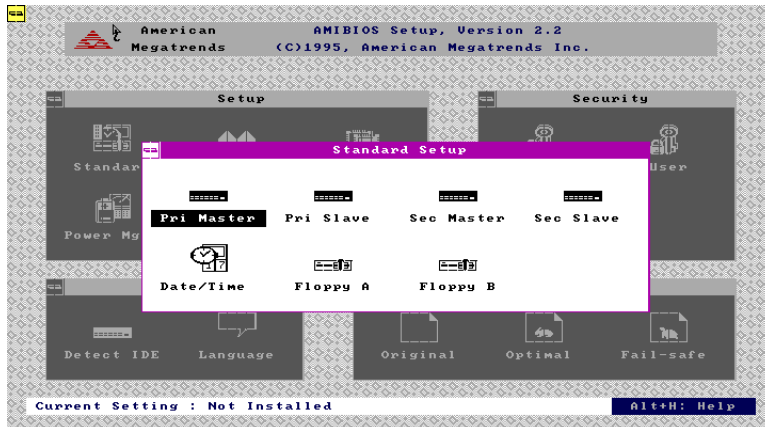 American AMIBIOS Setup, Version 2.2
Megatrends (C)1995, American Megatrends Inc.
Setup Security
Standard Setup
Standar User
Pri Master Pri Slave Sec Master Sec Slave
Power Mg
Date/Time Floppy A Floppy B
Detect IDE Language Original Optimal Fail-safe
Current Setting : Not Installed Alt+H: Help